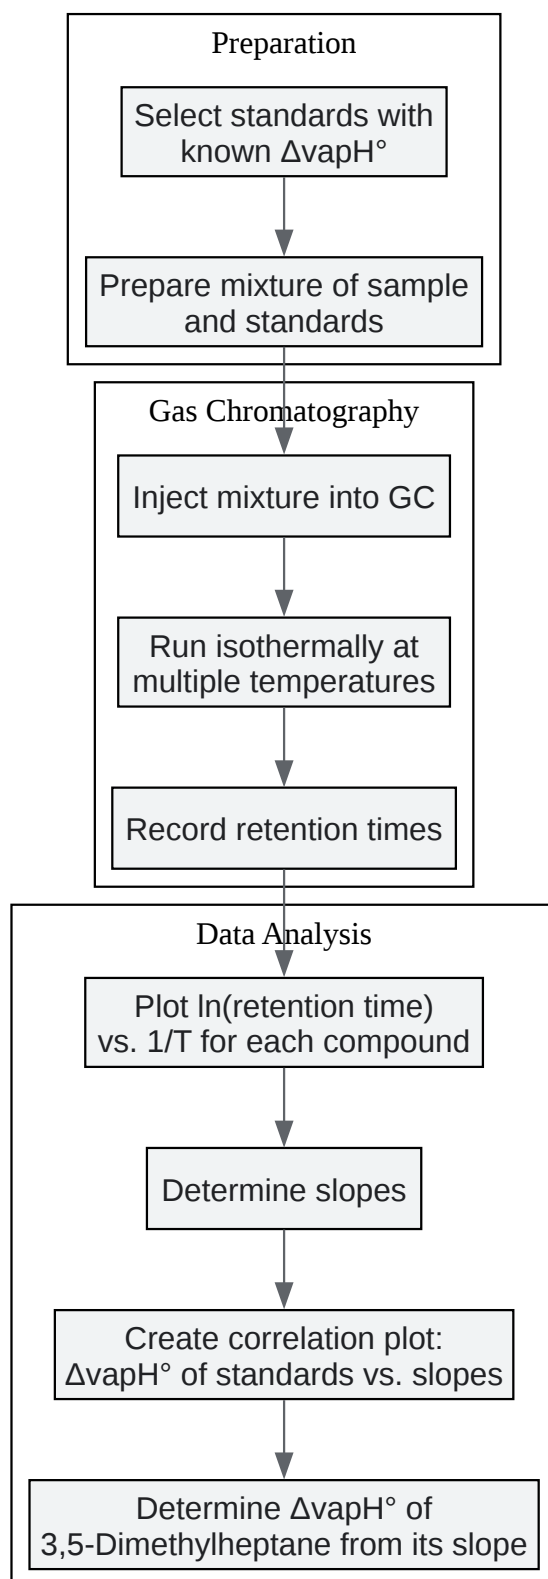 Preparation
Select standards with
known ΔvapH°
Prepare mixture of sample
and standards
Gas Chromatography
Inject mixture into GC
Run isothermally at
multiple temperatures
Record retention times
Data Analysis
Plot ln(retention time)
vs. 1/T for each compound
Determine slopes
Create correlation plot:
ΔvapH° of standards vs. slopes
Determine ΔvapH° of
3,5-Dimethylheptane from its slope